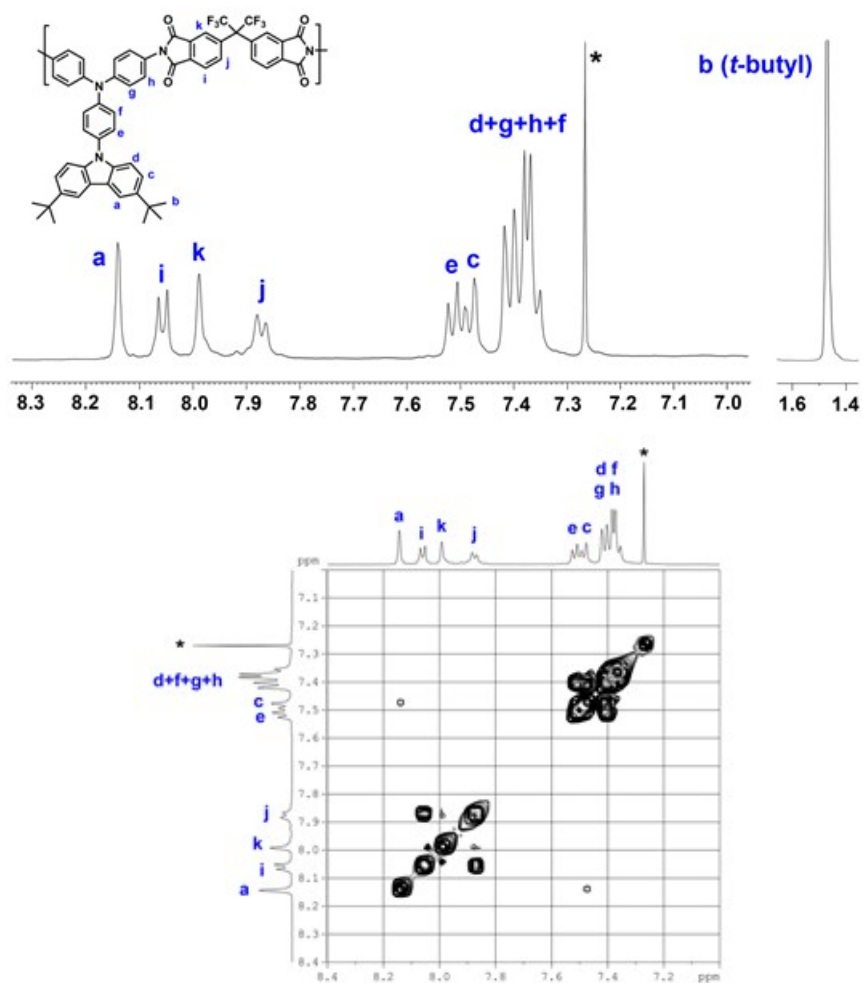 F₃C CF₃
O O k O O
N N
O i j O
h
g
N
f
e
N d
c
a b
*
b (t-butyl)
d+g+h+f
a
i
k
j
e
c
8.3 8.2 8.1 8.0 7.9 7.8 7.7 7.6 7.5 7.4 7.3 7.2 7.1 7.0 1.6 1.4
*
d f
g h
a
i
k
j
e c
ppm
7.1
7.2
*
7.3
d+f+g+h
7.4
c
7.5
e
7.6
7.7
7.8
j
7.9
k
8.0
i
8.1
a
8.2
8.3
8.4
8.4 8.2 8.0 7.8 7.6 7.4 7.2 ppm